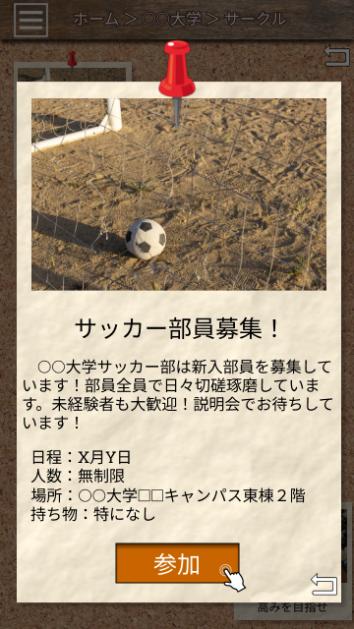 ホーム ＞ ○○大学 ＞ サークル
サッカー部員募集！
○○大学サッカー部は新入部員を募集して
います！部員全員で日々切磋琢磨していま
す。未経験者も大歓迎！説明会でお待ちして
います！
日程：X月Y日
人数：無制限
場所：○○大学□□キャンパス東棟２階
持ち物：特になし
参加
高みを目指せ